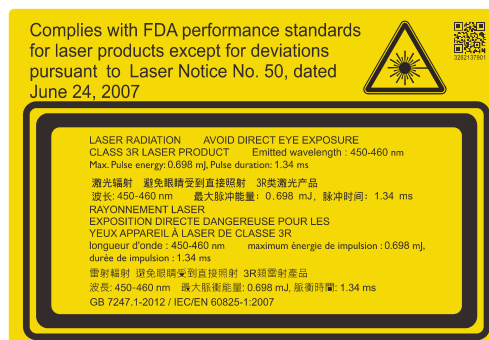 Complies with FDA performance standards
for laser products except for deviations
pursuant to Laser Notice No. 50, dated
June 24, 2007
3262137901
LASER RADIATION AVOID DIRECT EYE EXPOSURE
CLASS 3R LASER PRODUCT Emitted wavelength : 450-460 nm
Max. Pulse energy: 0.698 mJ, Pulse duration: 1.34 ms
激光辐射 避免眼睛受到直接照射 3R类激光产品
波长: 450-460 nm 最大脉冲能量: 0.698 mJ, 脉冲时间: 1.34 ms
RAYONNEMENT LASER
EXPOSITION DIRECTE DANGEREUSE POUR LES
YEUX APPAREIL À LASER DE CLASSE 3R
longueur d'onde : 450-460 nm maximum énergie de impulsion : 0.698 mJ,
durée de impulsion : 1.34 ms
雷射輻射 避免眼睛受到直接照射 3R類雷射產品
波長: 450-460 nm 最大脈衝能量: 0.698 mJ, 脈衝時間: 1.34 ms
GB 7247.1-2012 / IEC/EN 60825-1:2007